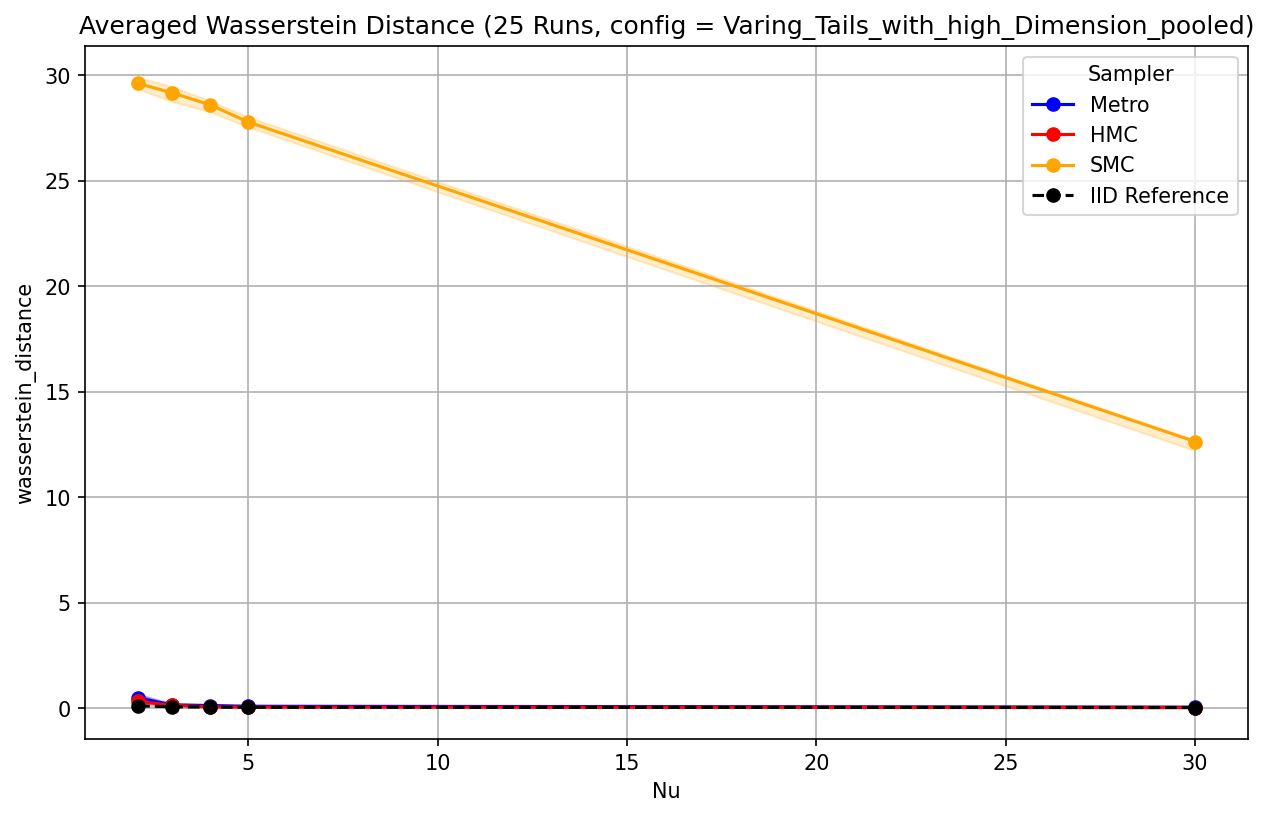 Averaged Wasserstein Distance (25 Runs, config = Varing_Tails_with_high_Dimension_pooled)
Sampler
Metro
HMC
SMC
IID Reference
wasserstein_distance
30
25
20
15
10
5
0
5
10
15
20
25
30
Nu